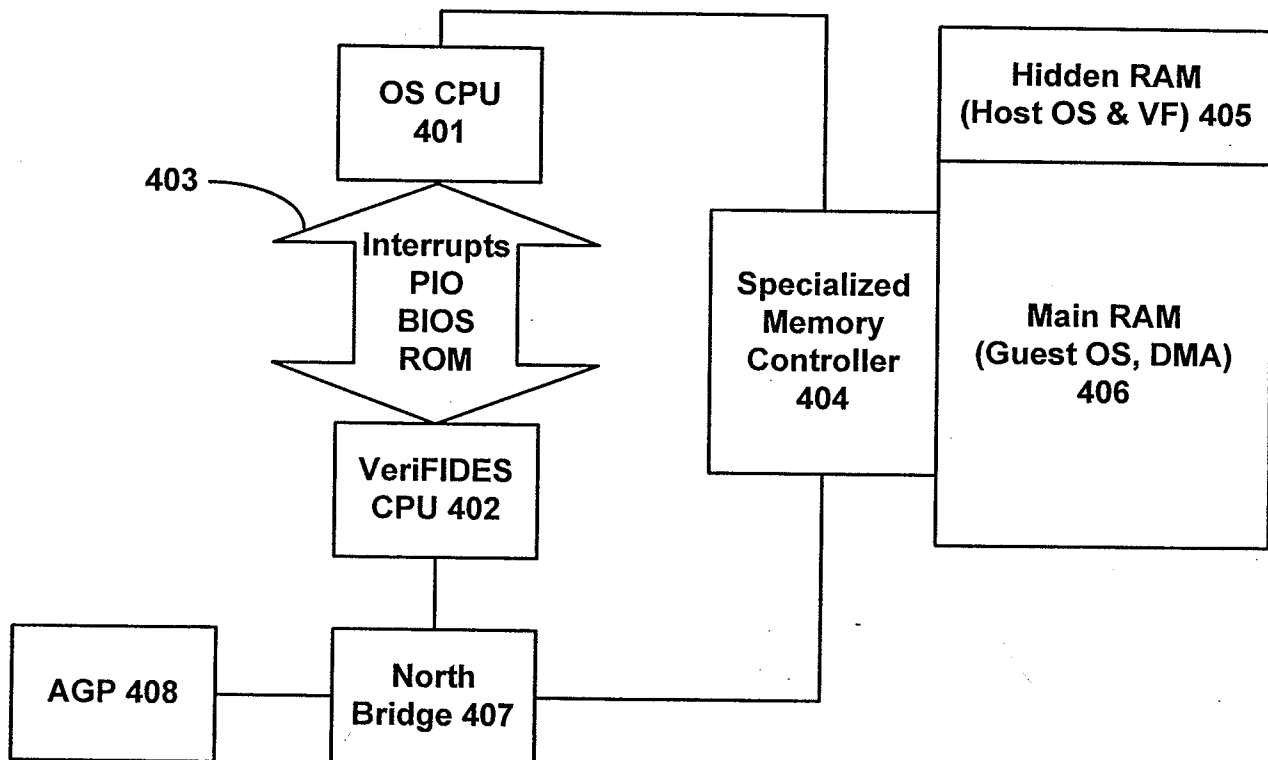 OS CPU
401
Hidden RAM
(Host OS & VF) 405
403
Interrupts
PIO
BIOS
ROM
Specialized
Memory
Controller
404
Main RAM
(Guest OS, DMA)
406
VeriFIDES
CPU 402
AGP 408
North
Bridge 407